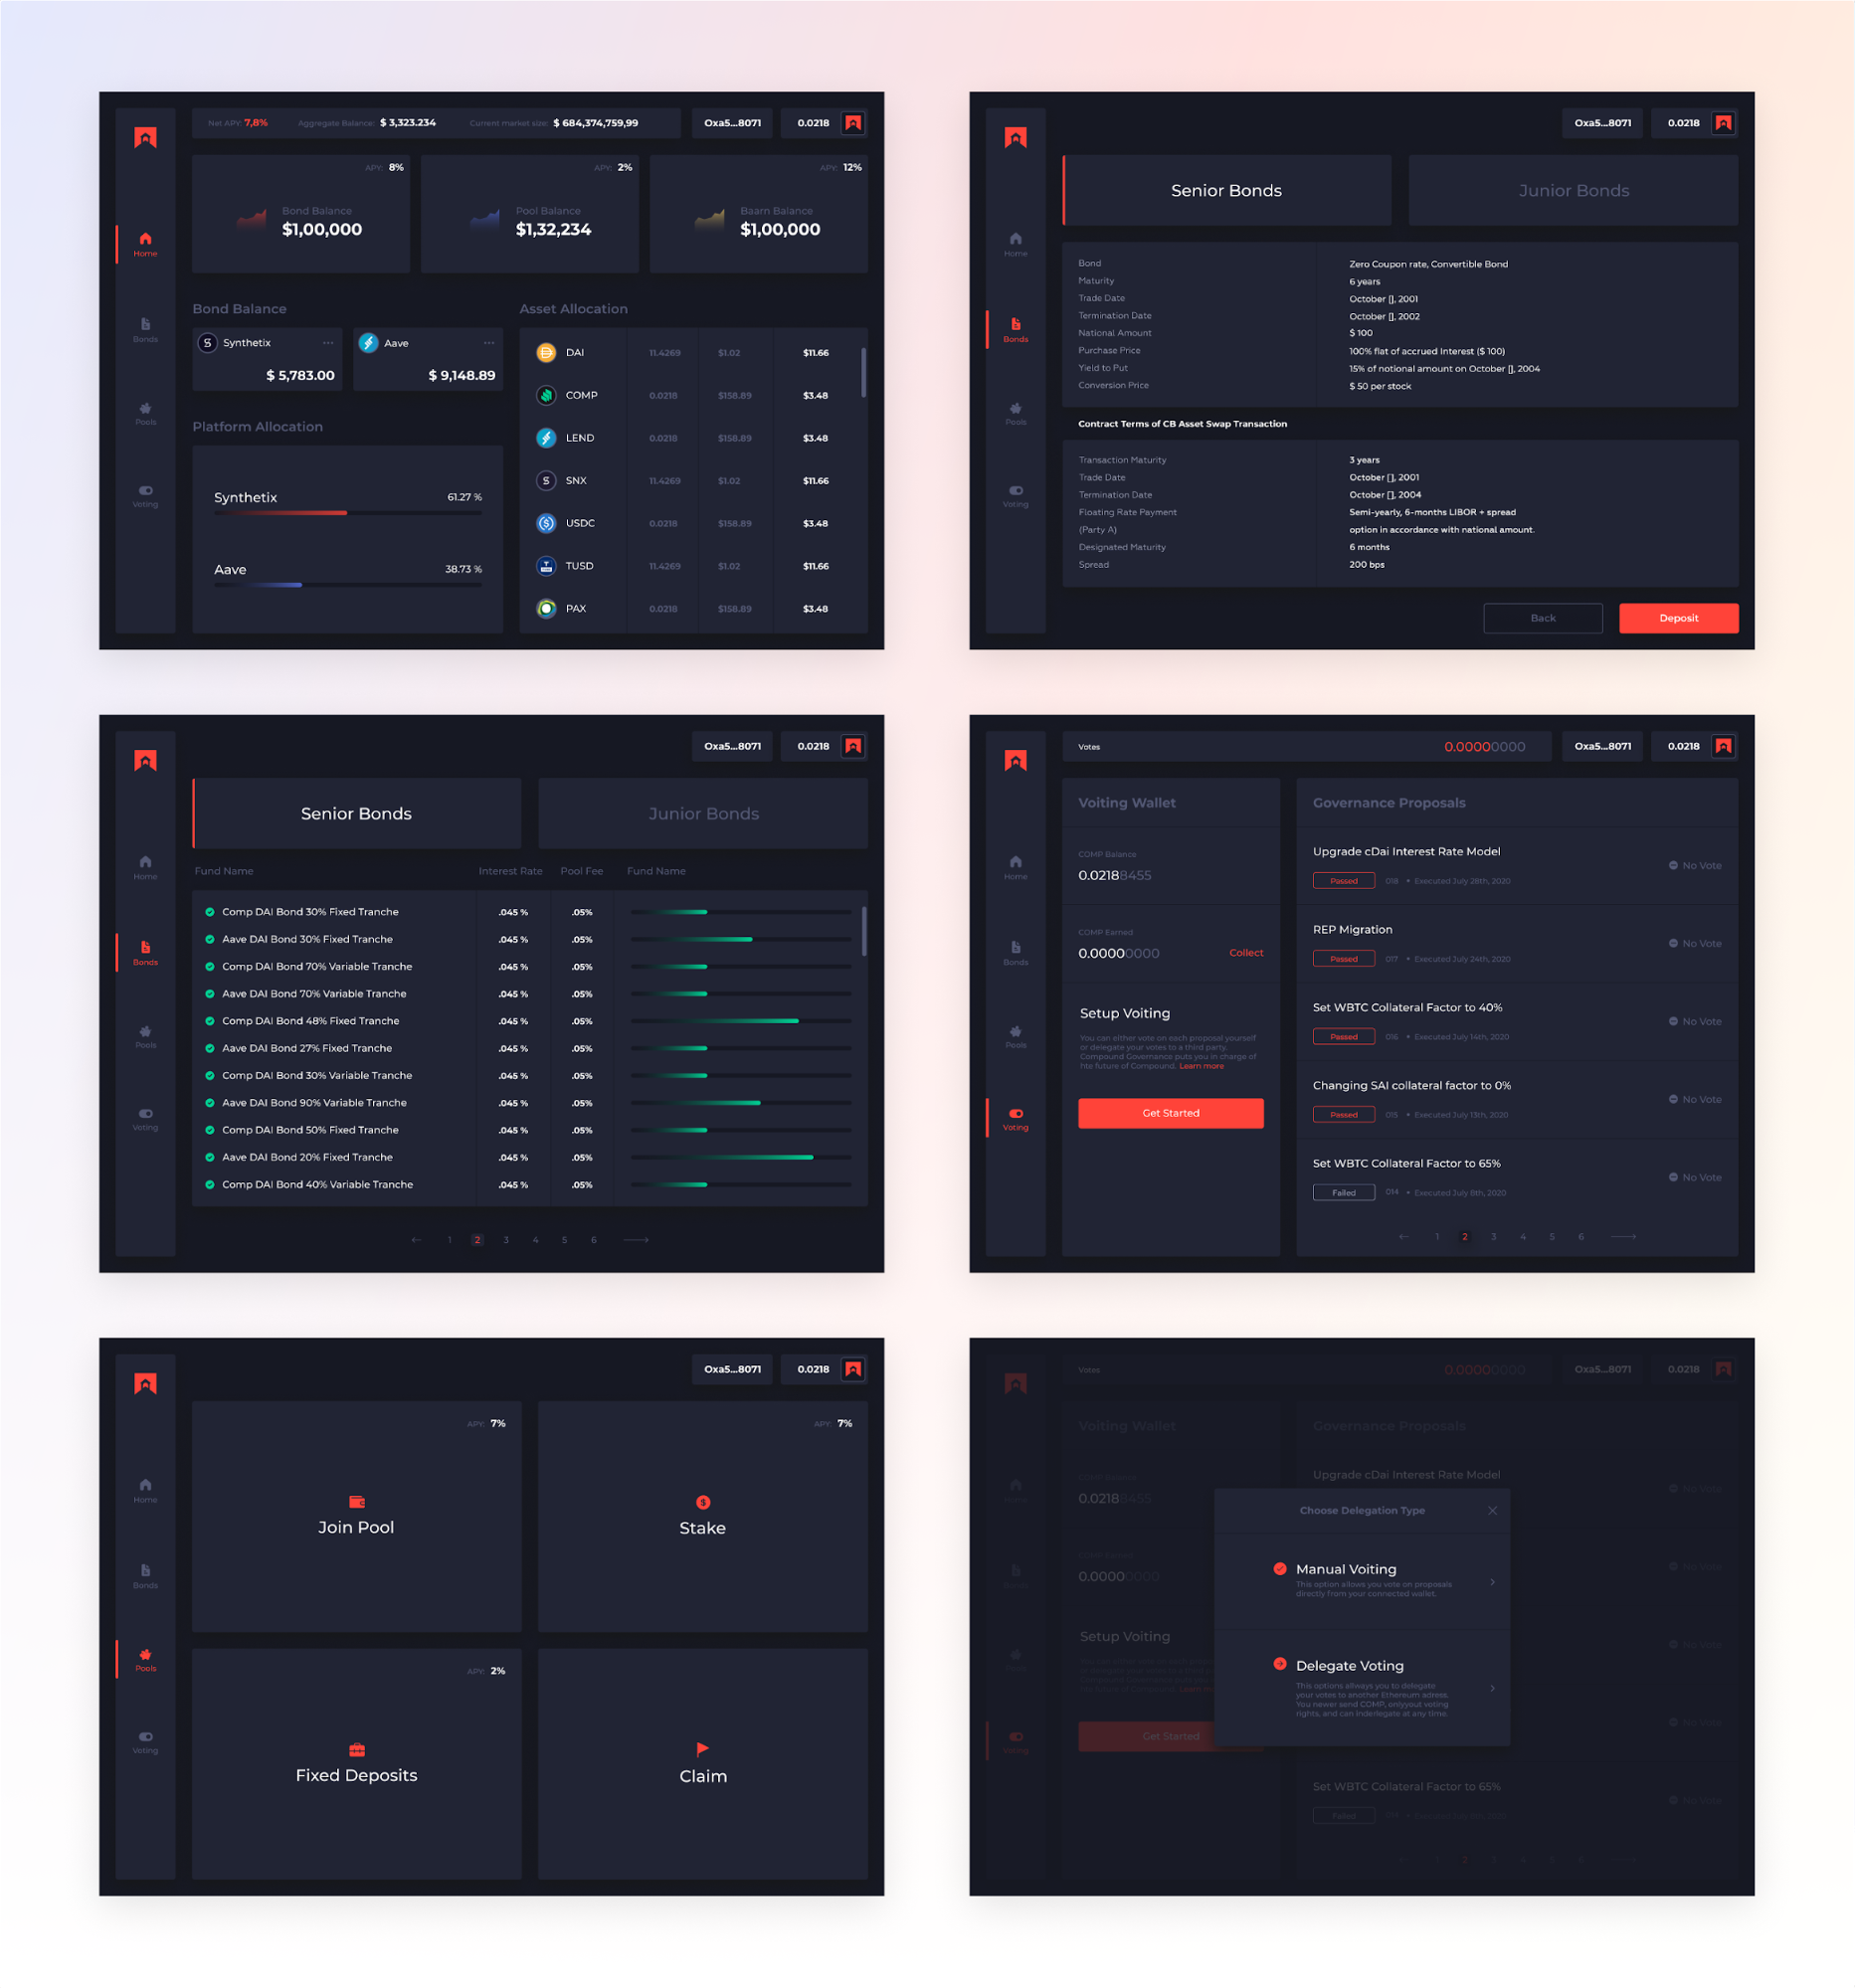 Net APY: 7,8% Aggregate Balance: $ 3,323.234 Current market size: $ 684,374,759,99 Oxa5...8071 0.0218
Home
Bonds
Pools
Voting
APY: 8%
Bond Balance
$1,00,000
APY: 2%
Pool Balance
$1,32,234
APY: 12%
Baarn Balance
$1,00,000
Bond Balance
Synthetix
$ 5,783.00
Aave
$ 9,148.89
Platform Allocation
Synthetix 61.27 %
Aave 38.73 %
Asset Allocation
DAI 11.4269 $1.02 $11.66
COMP 0.0218 $158.89 $3.48
LEND 0.0218 $158.89 $3.48
SNX 11.4269 $1.02 $11.66
USDC 0.0218 $158.89 $3.48
TUSD 11.4269 $1.02 $11.66
PAX 0.0218 $158.89 $3.48
Oxa5...8071 0.0218
Home
Bonds
Pools
Voting
Senior Bonds Junior Bonds
Bond Zero Coupon rate, Convertible Bond
Maturity 6 years
Trade Date October [], 2001
Termination Date October [], 2002
National Amount $ 100
Purchase Price 100% flat of accrued Interest ($ 100)
Yield to Put 15% of notional amount on October [], 2004
Conversion Price $ 50 per stock
Contract Terms of CB Asset Swap Transaction
Transaction Maturity 3 years
Trade Date October [], 2001
Termination Date October [], 2004
Floating Rate Payment Semi-yearly, 6-months LIBOR + spread
(Party A) option in accordance with national amount.
Designated Maturity 6 months
Spread 200 bps
Back Deposit
Oxa5...8071 0.0218
Home
Bonds
Pools
Voting
Senior Bonds Junior Bonds
Fund Name Interest Rate Pool Fee Fund Name
Comp DAI Bond 30% Fixed Tranche .045 % .05%
Aave DAI Bond 30% Fixed Tranche .045 % .05%
Comp DAI Bond 70% Variable Tranche .045 % .05%
Aave DAI Bond 70% Variable Tranche .045 % .05%
Comp DAI Bond 48% Fixed Tranche .045 % .05%
Aave DAI Bond 27% Fixed Tranche .045 % .05%
Comp DAI Bond 30% Variable Tranche .045 % .05%
Aave DAI Bond 90% Variable Tranche .045 % .05%
Comp DAI Bond 50% Fixed Tranche .045 % .05%
Aave DAI Bond 20% Fixed Tranche .045 % .05%
Comp DAI Bond 40% Variable Tranche .045 % .05%
1 2 3 4 5 6
Votes 0.00000000 Oxa5...8071 0.0218
Home
Bonds
Pools
Voting
Voiting Wallet
COMP Balance
0.02188455
COMP Earned
0.00000000 Collect
Setup Voiting
You can either vote on each proposal yourself
or delegate your votes to a third party.
Compound Governance puts you in charge of
hte future of Compound. Learn more
Get Started
Governance Proposals
Upgrade cDai Interest Rate Model
Passed 018 • Executed July 28th, 2020
No Vote
REP Migration
Passed 017 • Executed July 24th, 2020
No Vote
Set WBTC Collateral Factor to 40%
Passed 016 • Executed July 14th, 2020
No Vote
Changing SAI collateral factor to 0%
Passed 015 • Executed July 13th, 2020
No Vote
Set WBTC Collateral Factor to 65%
Failed 014 • Executed July 8th, 2020
No Vote
1 2 3 4 5 6
Oxa5...8071 0.0218
Home
Bonds
Pools
Voting
APY: 7%
Join Pool
APY: 7%
Stake
APY: 2%
Fixed Deposits
Claim
Votes 0.00000000 Oxa5...8071 0.0218
Voting
Voiting Wallet
0.02188455
0.00000000
Setup Voiting
Get Started
Governance Proposals
Upgrade cDai Interest Rate Model
No Vote
No Vote
No Vote
No Vote
Set WBTC Collateral Factor to 65%
Failed
No Vote
2
Choose Delegation Type
Manual Voiting
This option allows you vote on proposals
directly from your connected wallet.
Delegate Voting
This options allways you to delegate
your votes to another Ethereum adress.
You newer send COMP, onlyyout voting
rights, and can inderlegate at any time.